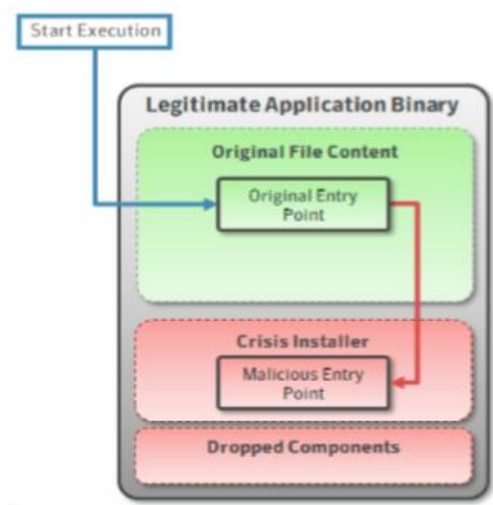 Start Execution
Legitimate Application Binary
Original File Content
Original Entry
Point
Crisis Installer
Malicious Entry
Point
Dropped Components